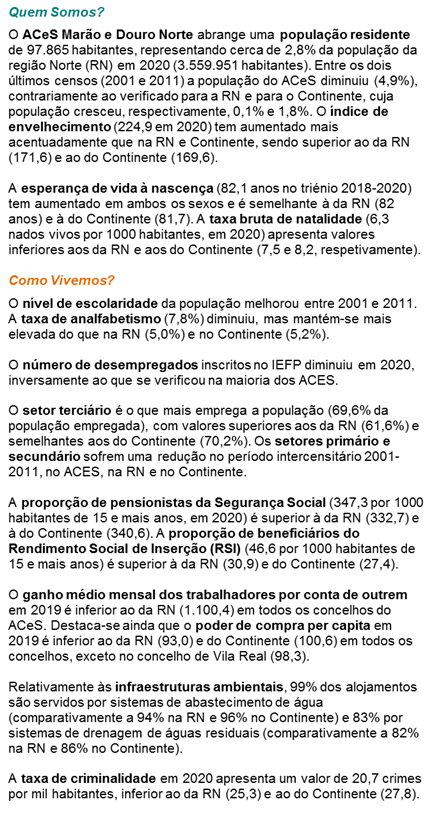 Quem Somos?
O ACeS Marão e Douro Norte abrange uma população residente
de 97.865 habitantes, representando cerca de 2,8% da população da
região Norte (RN) em 2020 (3.559.951 habitantes). Entre os dois
últimos censos (2001 e 2011) a população do ACeS diminuiu (4,9%),
contrariamente ao verificado para a RN e para o Continente, cuja
população cresceu, respectivamente, 0,1% e 1,8%. O índice de
envelhecimento (224,9 em 2020) tem aumentado mais
acentuadamente que na RN e Continente, sendo superior ao da RN
(171,6) e ao do Continente (169,6).
A esperança de vida à nascença (82,1 anos no triénio 2018-2020)
tem aumentado em ambos os sexos e é semelhante à da RN (82
anos) e à do Continente (81,7). A taxa bruta de natalidade (6,3
nados vivos por 1000 habitantes, em 2020) apresenta valores
inferiores aos da RN e aos do Continente (7,5 e 8,2, respetivamente).
Como Vivemos?
O nível de escolaridade da população melhorou entre 2001 e 2011.
A taxa de analfabetismo (7,8%) diminuiu, mas mantém-se mais
elevada do que na RN (5,0%) e no Continente (5,2%).
O número de desempregados inscritos no IEFP diminuiu em 2020,
inversamente ao que se verificou na maioria dos ACES.
O setor terciário é o que mais emprega a população (69,6% da
população empregada), com valores superiores aos da RN (61,6%) e
semelhantes aos do Continente (70,2%). Os setores primário e
secundário sofrem uma redução no período intercensitário 2001-
2011, no ACES, na RN e no Continente.
A proporção de pensionistas da Segurança Social (347,3 por 1000
habitantes de 15 e mais anos, em 2020) é superior à da RN (332,7) e
à do Continente (340,6). A proporção de beneficiários do
Rendimento Social de Inserção (RSI) (46,6 por 1000 habitantes de
15 e mais anos) é superior à da RN (30,9) e do Continente (27,4).
O ganho médio mensal dos trabalhadores por conta de outrem
em 2019 é inferior ao da RN (1.100,4) em todos os concelhos do
ACeS. Destaca-se ainda que o poder de compra per capita em
2019 é inferior ao da RN (93,0) e do Continente (100,6) em todos os
concelhos, exceto no concelho de Vila Real (98,3).
Relativamente às infraestruturas ambientais, 99% dos alojamentos
são servidos por sistemas de abastecimento de água
(comparativamente a 94% na RN e 96% no Continente) e 83% por
sistemas de drenagem de águas residuais (comparativamente a 82%
na RN e 86% no Continente).
A taxa de criminalidade em 2020 apresenta um valor de 20,7 crimes
por mil habitantes, inferior ao da RN (25,3) e ao do Continente (27,8).